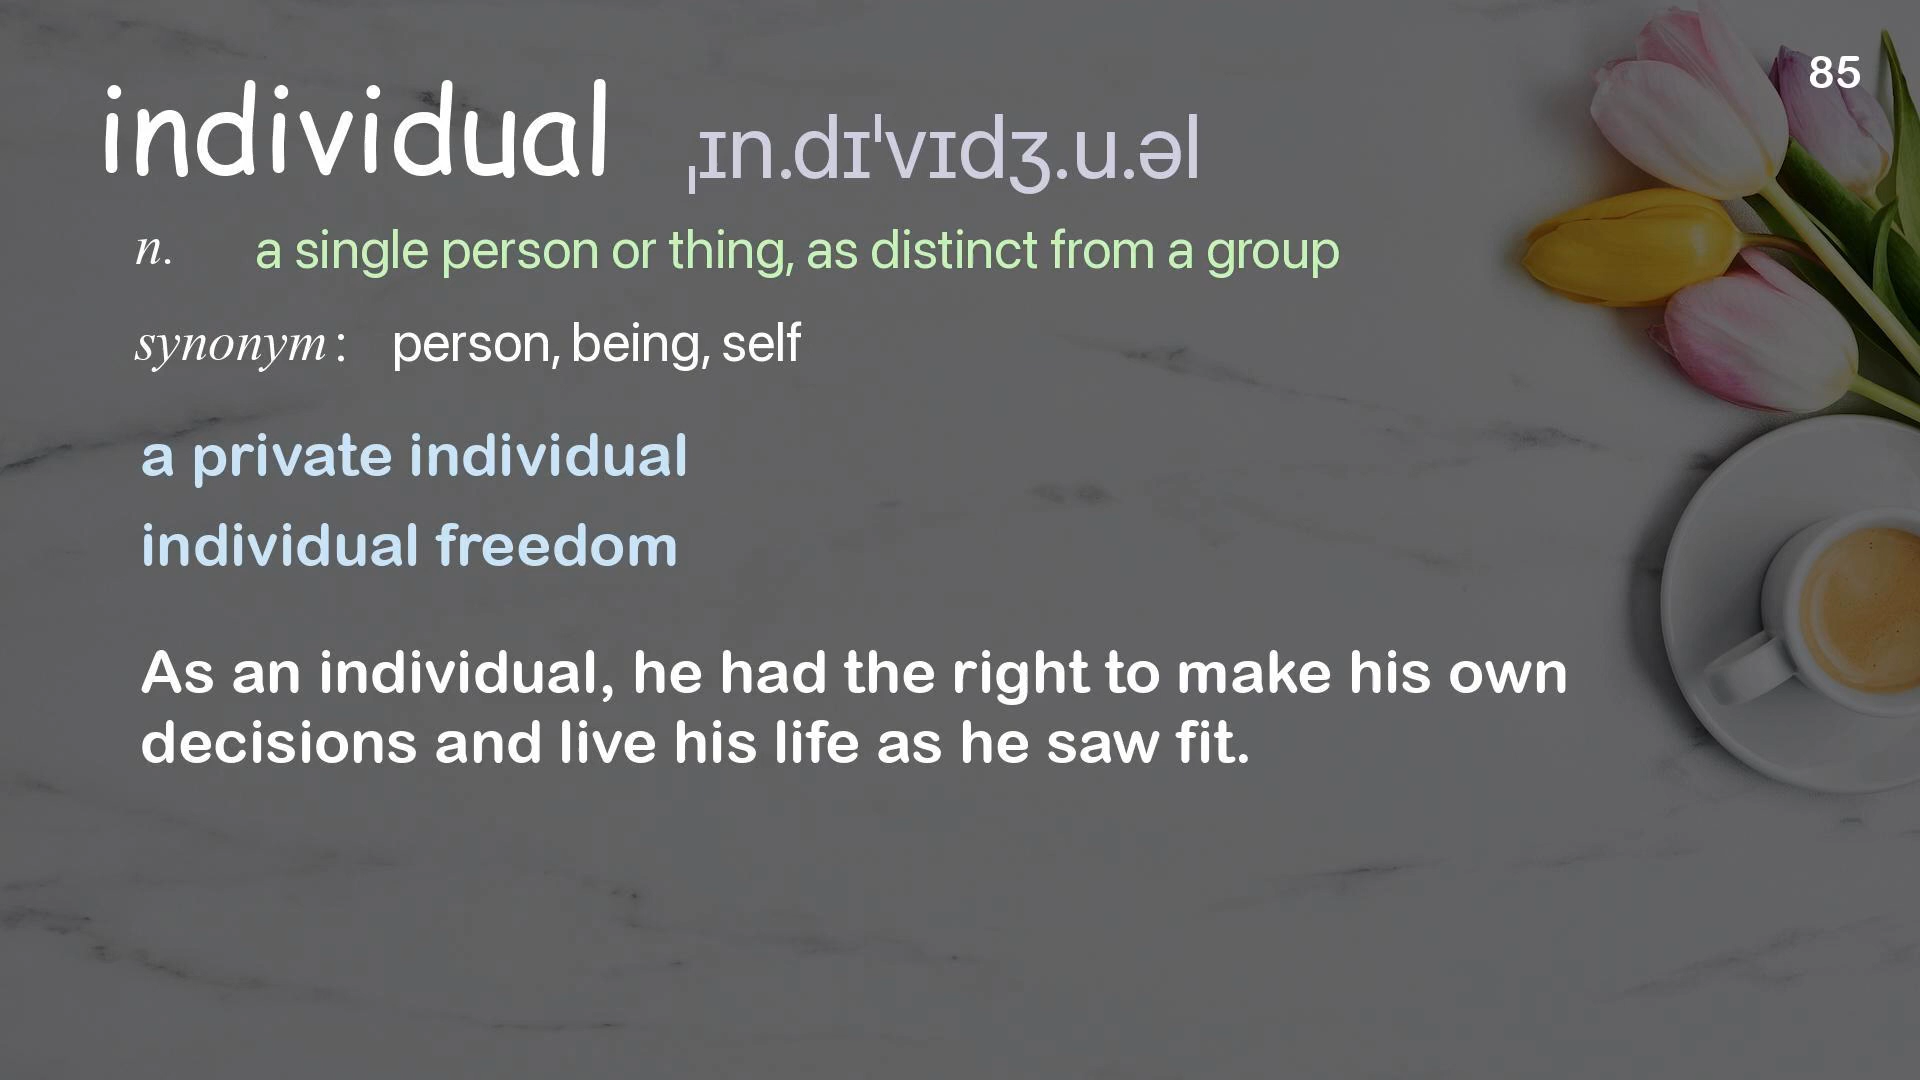 85
individual ˌɪn.dɪˈvɪdʒ.u.əl
n. a single person or thing, as distinct from a group
synonym: person, being, self
a private individual
individual freedom
As an individual, he had the right to make his own
decisions and live his life as he saw fit.